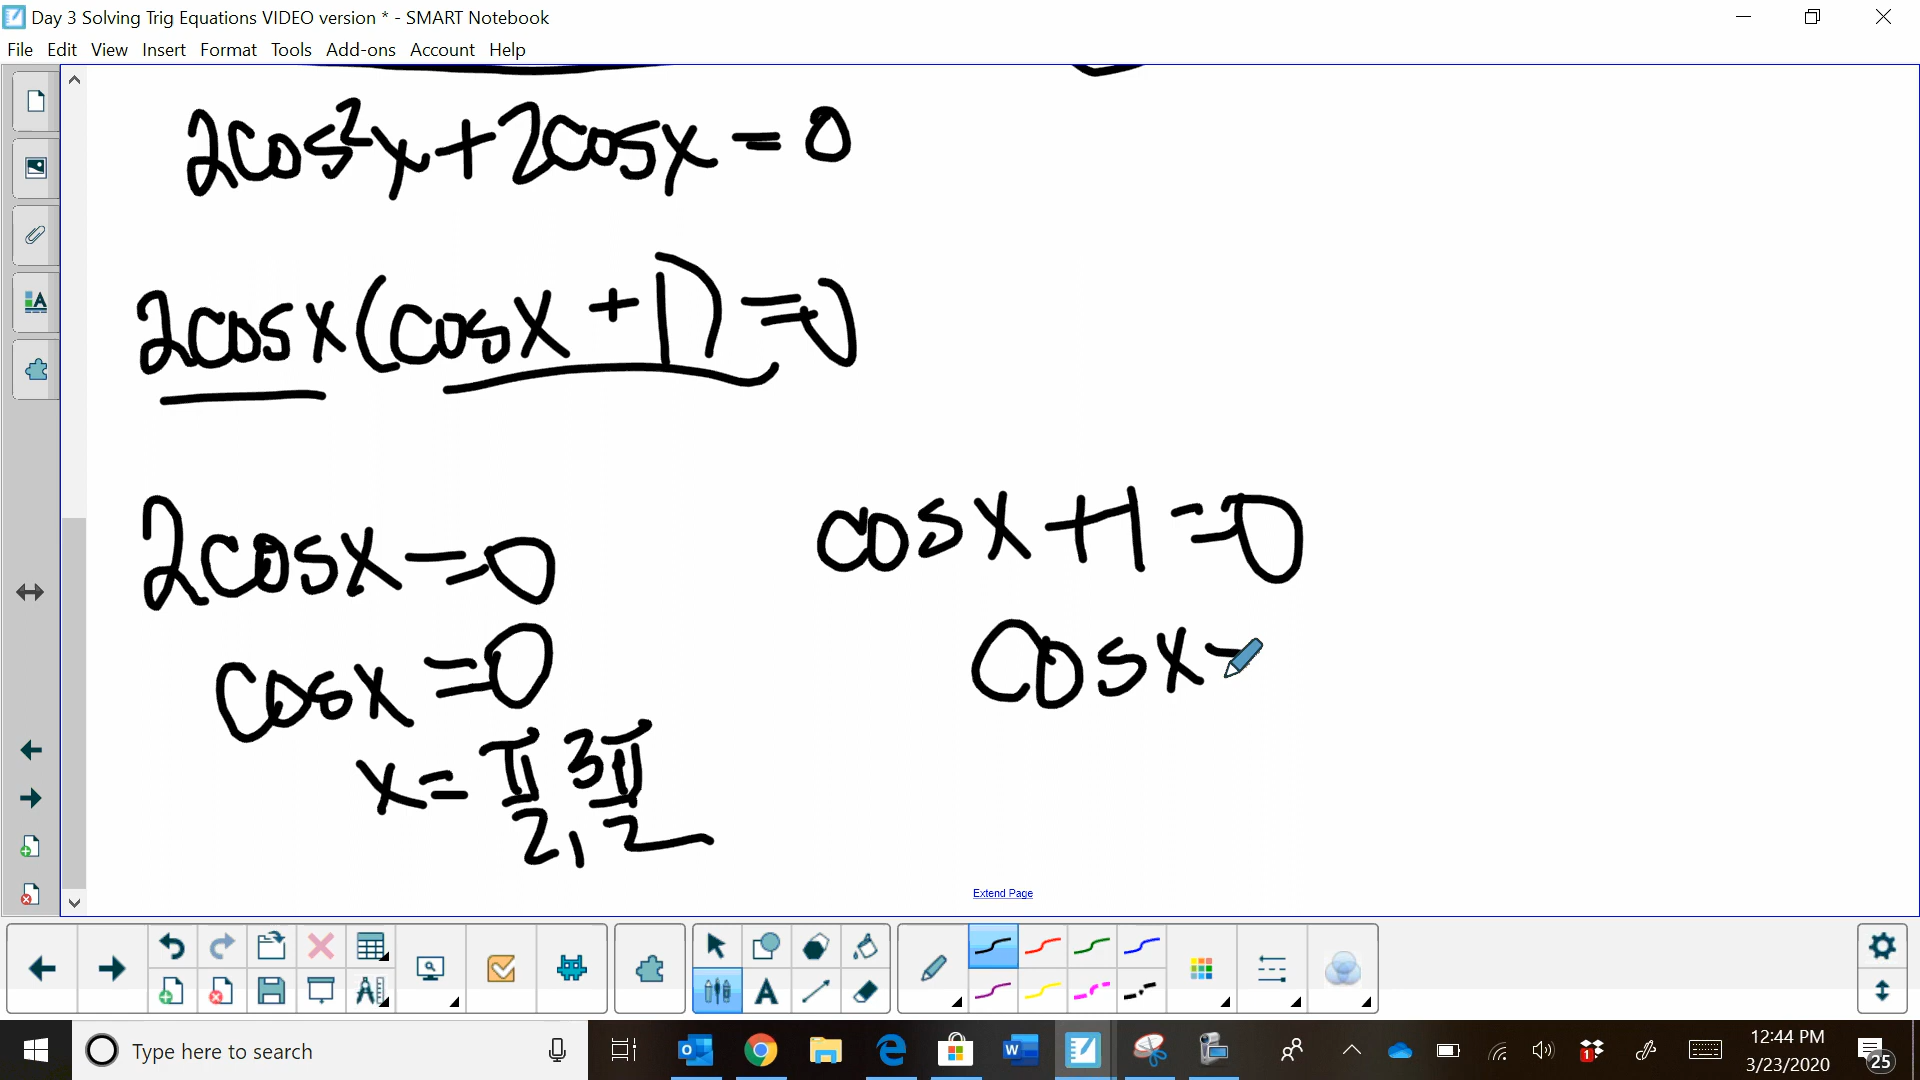 Day 3 Solving Trig Equations VIDEO version * - SMART Notebook
File Edit View Insert Format Tools Add-ons Account Help
2cos²x+2cosx=0
2cosx(cosx+1)=0
2cosx=0
cosx+1=0
cosx=0
cosx=
x=π/2, 3π/2
Extend Page
Type here to search
12:44 PM
3/23/2020
1
25